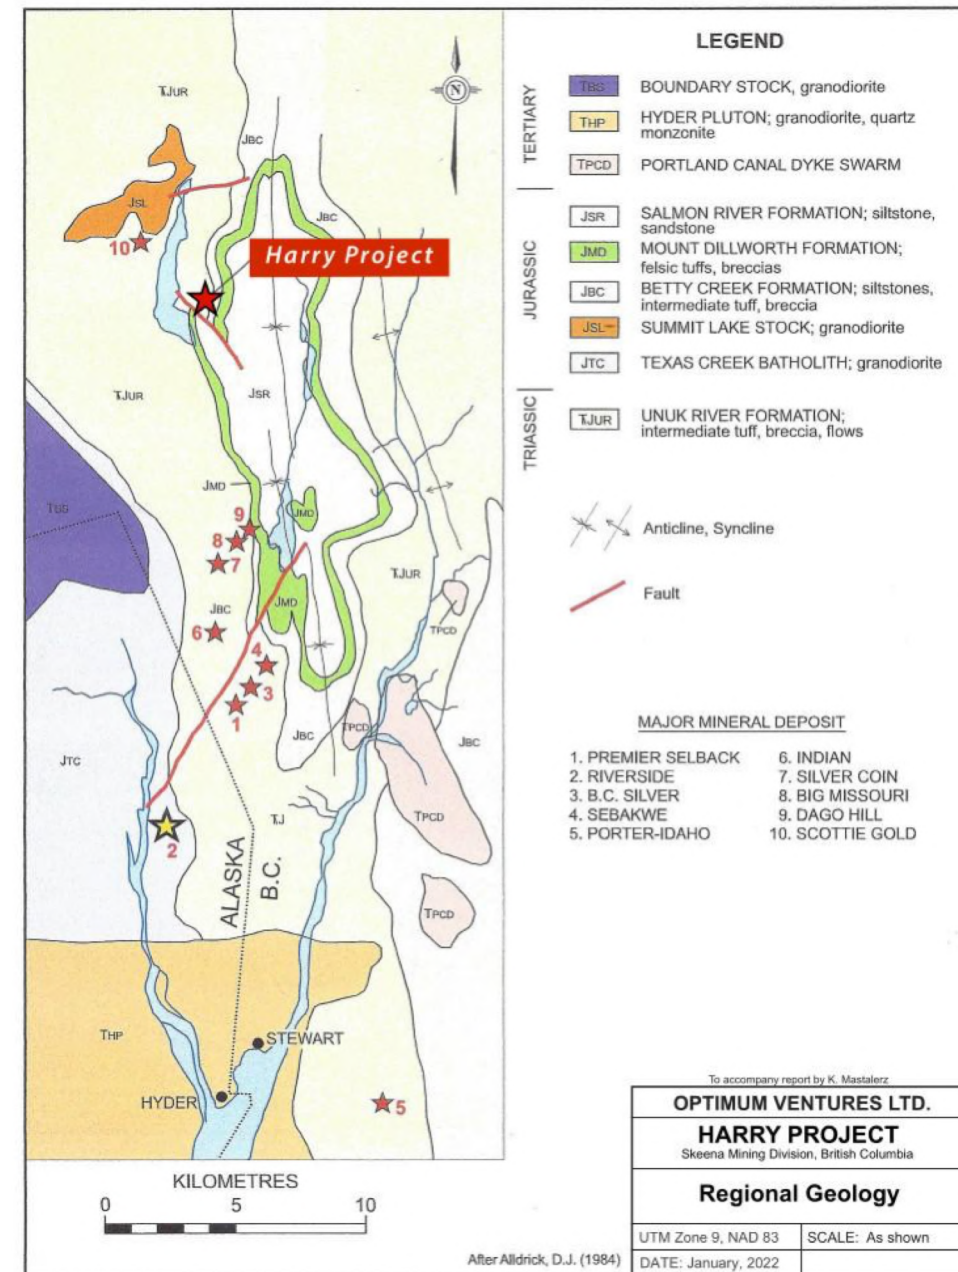 TJUR
JBC
JSL
10
JBC
Harry Project
N
TJUR
JSR
JMD
TBS
9
8
7
JMD
JMD
TJUR
JBC
6
TPCD
4
3
1
JBC
TPCD
JBC
JTC
TPCD
TJ
2
ALASKA
B.C.
TPCD
THP
STEWART
HYDER
5
KILOMETRES
0 5 10
After Alldrick, D.J. (1984)
LEGEND
TERTIARY
TBS BOUNDARY STOCK, granodiorite
THP HYDER PLUTON; granodiorite, quartz
monzonite
TPCD PORTLAND CANAL DYKE SWARM
JURASSIC
JSR SALMON RIVER FORMATION; siltstone,
sandstone
JMD MOUNT DILLWORTH FORMATION;
felsic tuffs, breccias
JBC BETTY CREEK FORMATION; siltstones,
intermediate tuff, breccia
JSL SUMMIT LAKE STOCK; granodiorite
JTC TEXAS CREEK BATHOLITH; granodiorite
TRIASSIC
TJUR UNUK RIVER FORMATION;
intermediate tuff, breccia, flows
Anticline, Syncline
Fault
MAJOR MINERAL DEPOSIT
1. PREMIER SELBACK 6. INDIAN
2. RIVERSIDE 7. SILVER COIN
3. B.C. SILVER 8. BIG MISSOURI
4. SEBAKWE 9. DAGO HILL
5. PORTER-IDAHO 10. SCOTTIE GOLD
To accompany report by K. Mastalerz
OPTIMUM VENTURES LTD.
HARRY PROJECT
Skeena Mining Division, British Columbia
Regional Geology
UTM Zone 9, NAD 83 SCALE: As shown
DATE: January, 2022